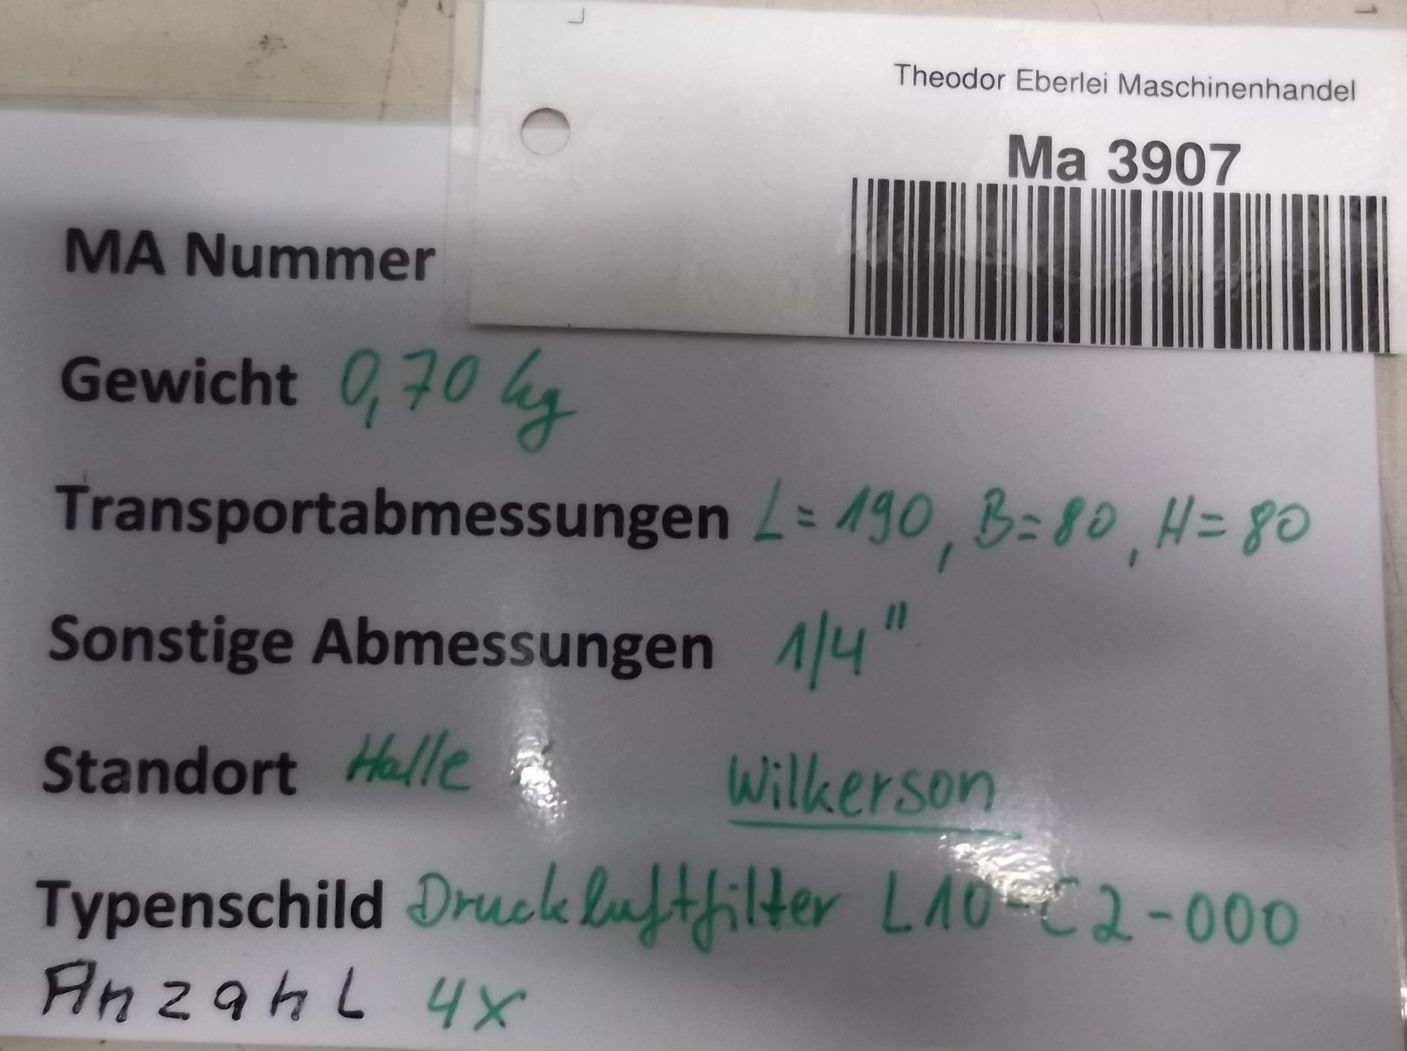 Theodor Eberlei Maschinenhandel
Ma 3907
MA Nummer
Gewicht 0,70 kg
Transportabmessungen L = 190, B = 80, H = 80
Sonstige Abmessungen 1/4"
Standort Halle
Wilkerson
Typenschild Druckluftfilter L10-C2-000
AnzahL 4x